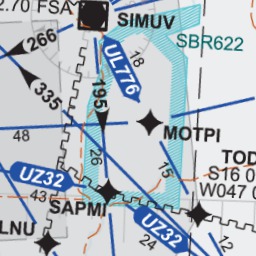 2.70 FSA
SIMUV
SBR622
266
335
UL776
18
195
48
MOTPI
26
15
TOD
S16 0
W047 0
UZ32
43
SAPMI
UZ32
LNU
24
12